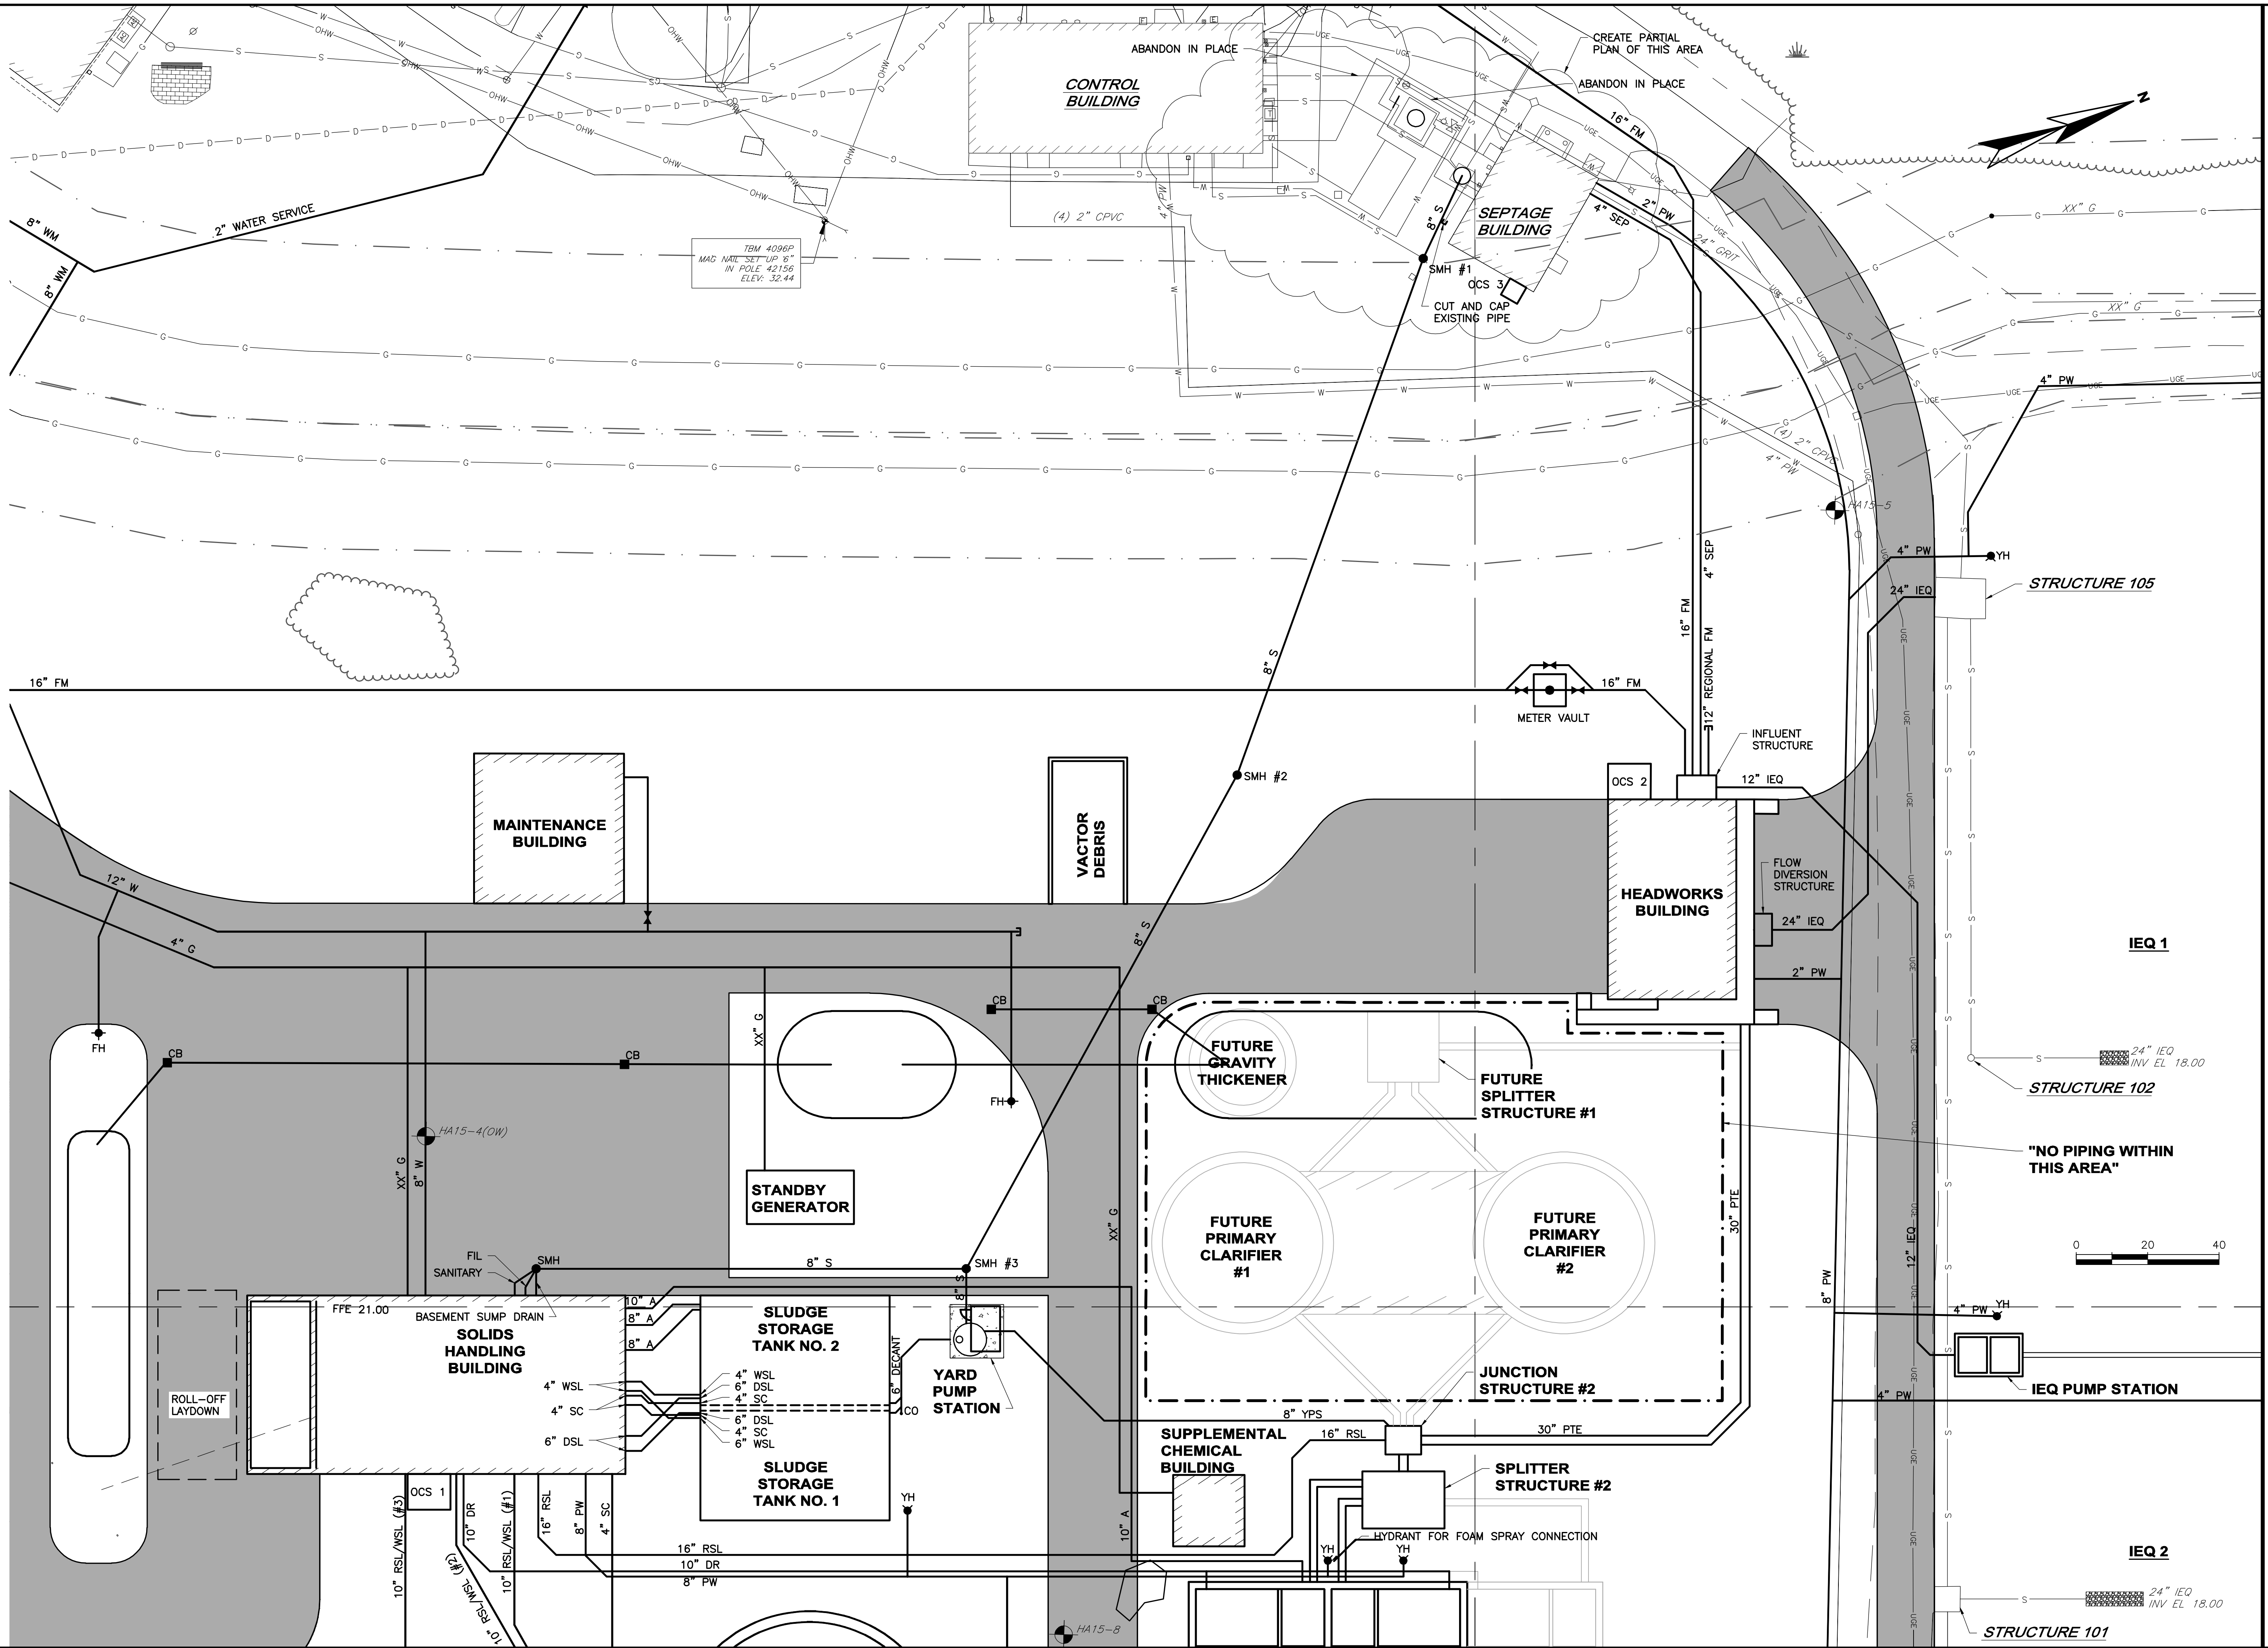 ABANDON IN PLACE
CREATE PARTIAL
PLAN OF THIS AREA
ABANDON IN PLACE
CONTROL
BUILDING
16" FM
N
8" WM
2" WATER SERVICE
8" WM
TBM 4096P
MAG NAIL SET UP 6"
IN POLE 42156
ELEV: 32.44
(4) 2" CPVC
4" PW
8" S
SEPTAGE
BUILDING
2" PW
4" SEP
24" GRIT
XX" G
XX" G
SMH #1
OCS 3
CUT AND CAP
EXISTING PIPE
4" PW
(4) 2" CPVC
4" PW
HA15-5
4" PW
YH
24" IEQ
STRUCTURE 105
4" SEP
16" FM
12" REGIONAL FM
8" S
16" FM
16" FM
METER VAULT
INFLUENT
STRUCTURE
12" IEQ
OCS 2
SMH #2
MAINTENANCE
BUILDING
VACTOR
DEBRIS
HEADWORKS
BUILDING
FLOW
DIVERSION
STRUCTURE
24" IEQ
2" PW
IEQ 1
12" W
4" G
8" S
FH
CB
CB
CB
CB
XX" G
FH
HA15-4(OW)
XX" G
8" W
STANDBY
GENERATOR
XX" G
FUTURE
GRAVITY
THICKENER
FUTURE
SPLITTER
STRUCTURE #1
24" IEQ
INV EL 18.00
STRUCTURE 102
"NO PIPING WITHIN
THIS AREA"
FUTURE
PRIMARY
CLARIFIER
#1
FUTURE
PRIMARY
CLARIFIER
#2
30" PTE
12" IEQ
8" PW
0 20 40
FIL
SANITARY
SMH
8" S
SMH #3
8" S
FFE 21.00
BASEMENT SUMP DRAIN
SOLIDS
HANDLING
BUILDING
10" A
8" A
8" A
SLUDGE
STORAGE
TANK NO. 2
6" DECANT
CO
YARD
PUMP
STATION
4" WSL
4" SC
6" DSL
4" WSL
6" DSL
4" SC
6" DSL
4" SC
6" WSL
SLUDGE
STORAGE
TANK NO. 1
ROLL-OFF
LAYDOWN
JUNCTION
STRUCTURE #2
4" PW
YH
IEQ PUMP STATION
4" PW
8" YPS
16" RSL
30" PTE
SUPPLEMENTAL
CHEMICAL
BUILDING
SPLITTER
STRUCTURE #2
OCS 1
10" RSL/WSL (#3)
10" DR
10" RSL/WSL (#2)
10" RSL/WSL (#1)
16" RSL
8" PW
4" SC
YH
10" A
HYDRANT FOR FOAM SPRAY CONNECTION
YH
YH
16" RSL
10" DR
8" PW
HA15-8
IEQ 2
24" IEQ
INV EL 18.00
STRUCTURE 101